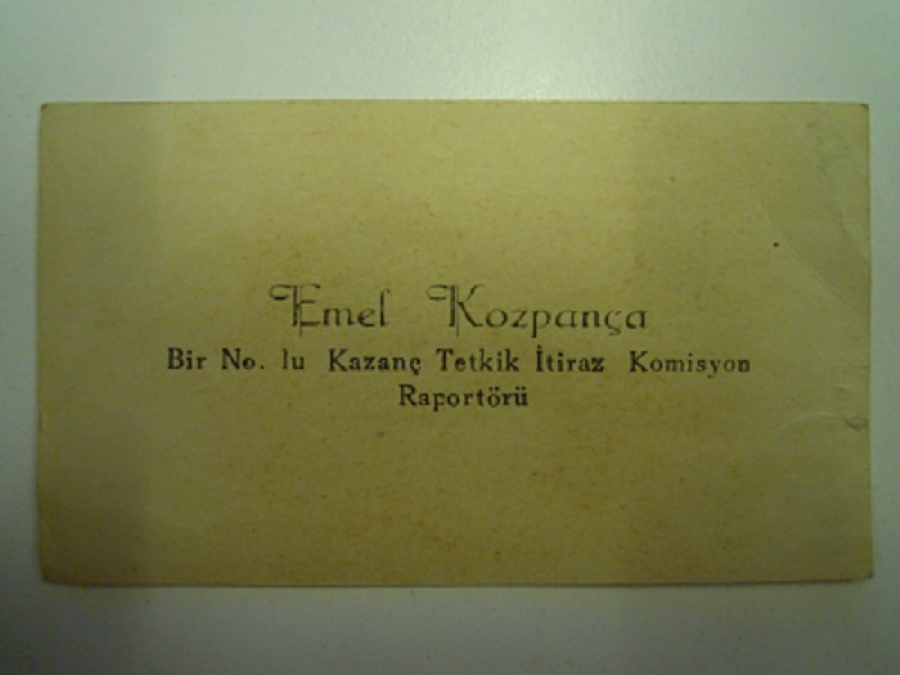 Emel Kozpança
Bir No. lu Kazanç Tetkik İtiraz Komisyon
Raportörü